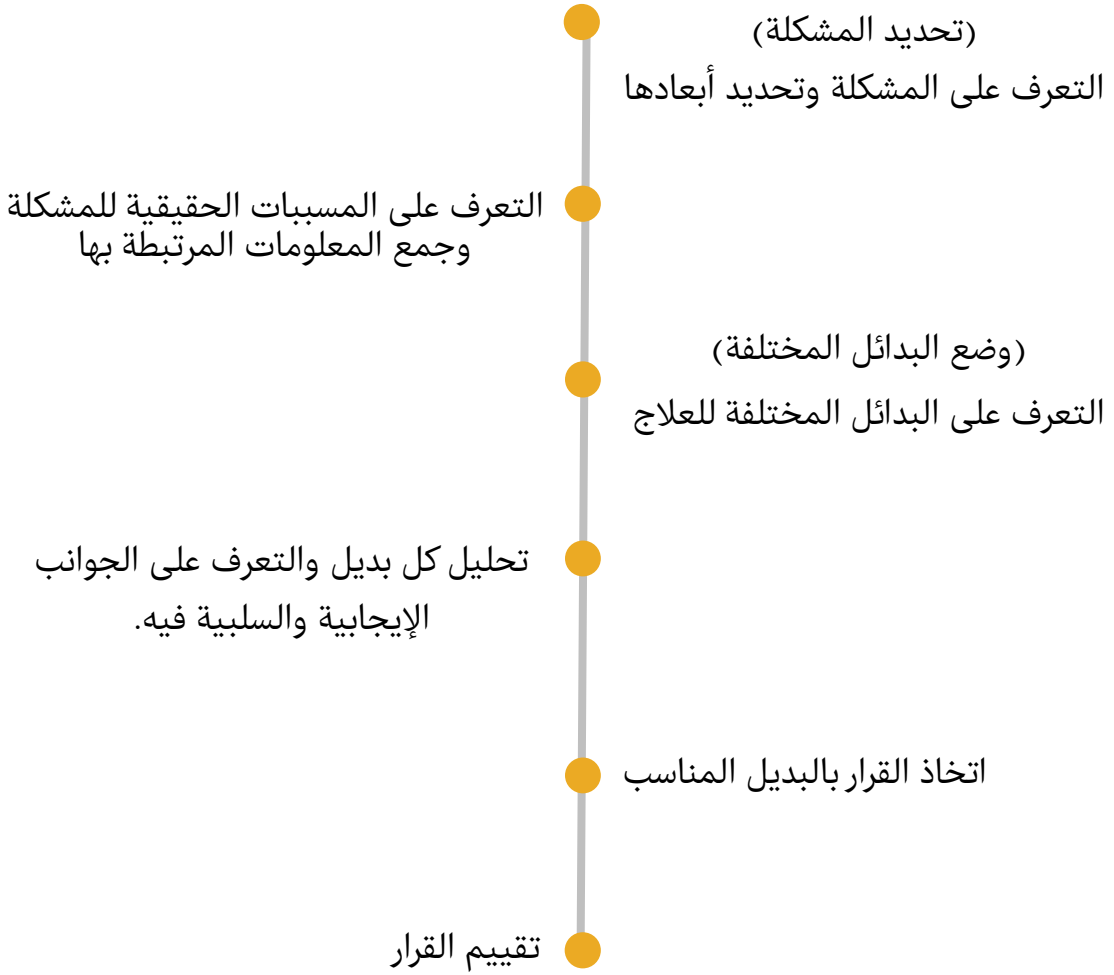 (تحديد المشكلة)
التعرف على المشكلة وتحديد أبعادها
التعرف على المسببات الحقيقية للمشكلة
وجمع المعلومات المرتبطة بها
(وضع البدائل المختلفة)
التعرف على البدائل المختلفة للعلاج
تحليل كل بديل والتعرف على الجوانب
الإيجابية والسلبية فيه.
اتخاذ القرار بالبديل المناسب
تقييم القرار